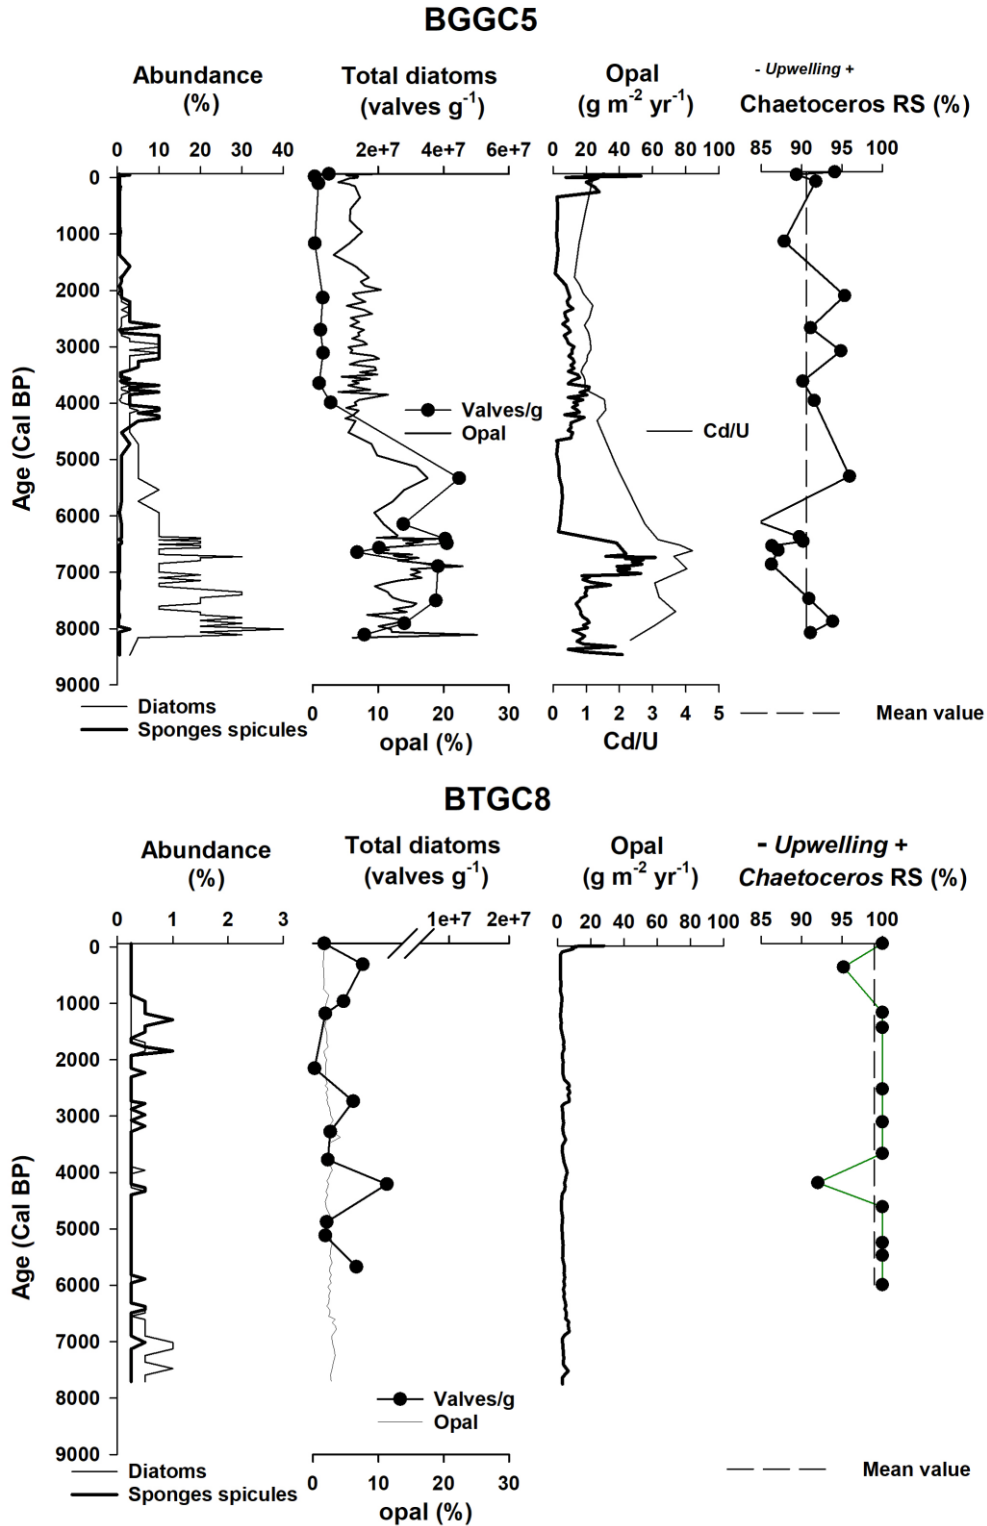 BGGC5
Abundance
(%)
Total diatoms
(valves g-1)
Opal
(g m-2 yr-1)
- Upwelling +
Chaetoceros RS (%)
0 10 20 30 40
2e+7 4e+7 6e+7
0 20 40 60 80 100
85 90 95 100
Age (Cal BP)
0
1000
2000
3000
4000
5000
6000
7000
8000
9000
Valves/g
Opal
Cd/U
Diatoms
Sponges spicules
0 10 20 30
opal (%)
0 1 2 3 4 5
Cd/U
Mean value
BTGC8
Abundance
(%)
Total diatoms
(valves g-1)
Opal
(g m-2 yr-1)
- Upwelling +
Chaetoceros RS (%)
0 1 2 3
1e+7 2e+7
0 20 40 60 80 100
85 90 95 100
Age (Cal BP)
0
1000
2000
3000
4000
5000
6000
7000
8000
9000
Valves/g
Opal
Diatoms
Sponges spicules
0 10 20 20
opal (%)
Mean value